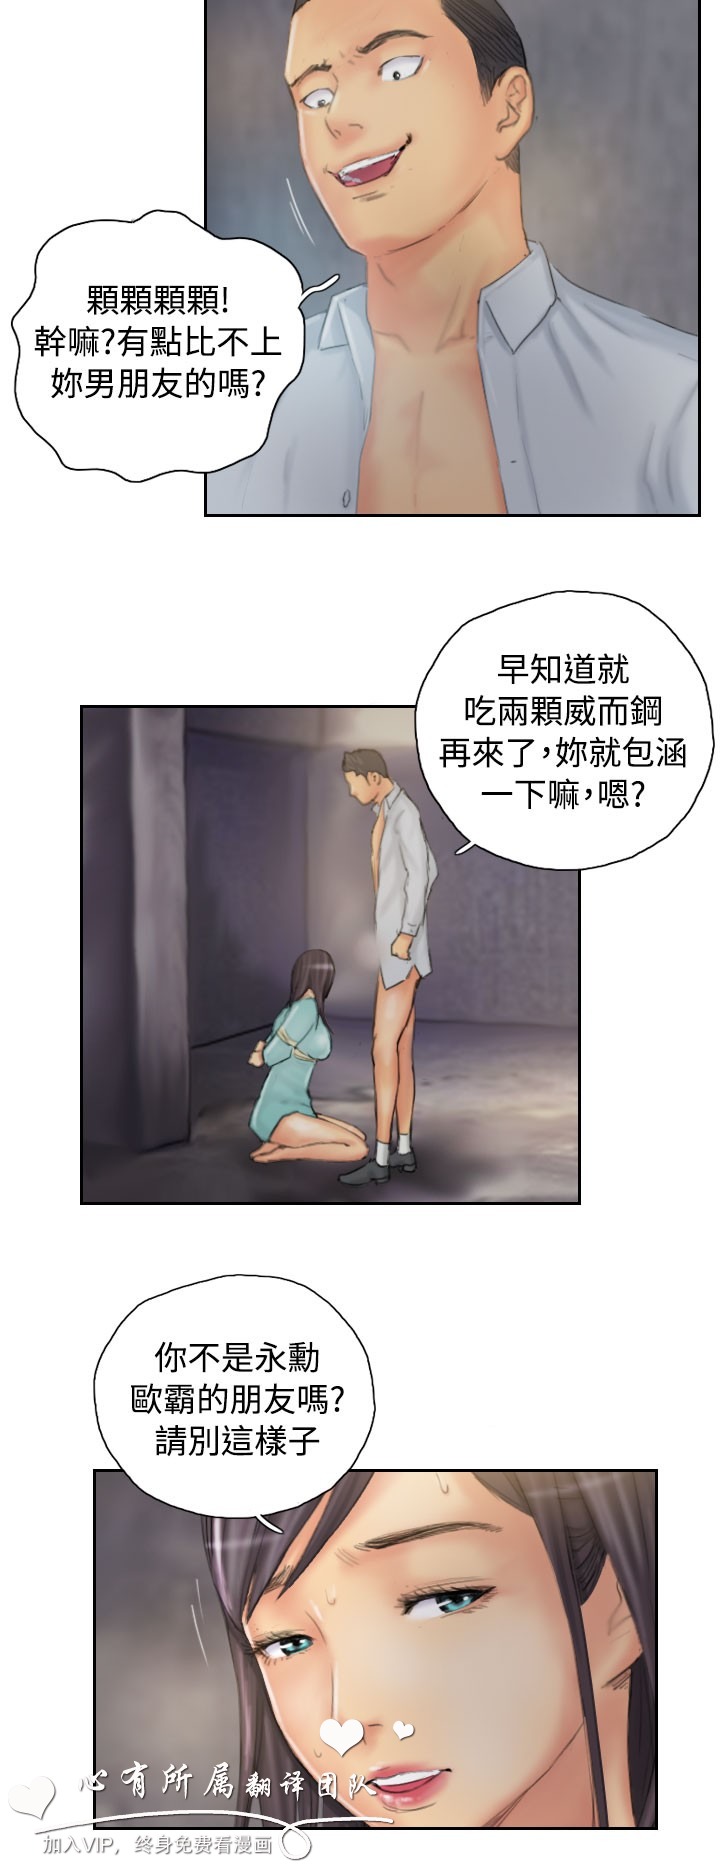 顆顆顆顆!
幹嘛?有點比不上
妳男朋友的嗎?
早知道就
吃兩顆威而鋼
再來了,妳就包涵
一下嘛,嗯?
你不是永勳
歐霸的朋友嗎?
請別這樣子
心有所属翻译团队
加入VIP，终身免费看漫画